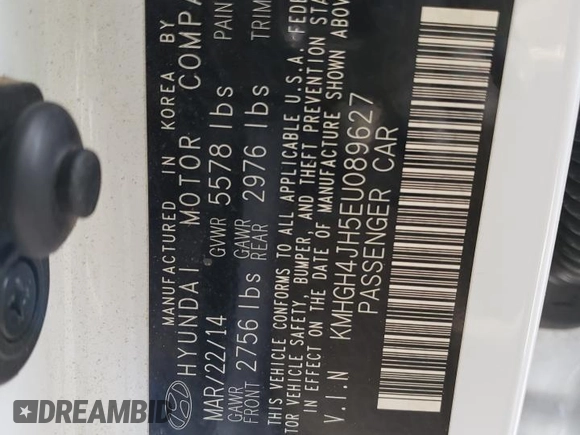 MANUFACTURED IN KOREA BY
HYUNDAI MOTOR COMPA
MAR/22/14 GVWR 5578 lbs PAIN
GAWR FRONT 2756 lbs GAWR REAR 2976 lbs TRIM
THIS VEHICLE CONFORMS TO ALL APPLICABLE U.S.A. FEDE
TOR VEHICLE SAFETY, BUMPER, AND THEFT PREVENTION STA
IN EFFECT ON THE DATE OF MANUFACTURE SHOWN ABOVE
V.I.N KMHGH4JH5EU089627
PASSENGER CAR
DREAMBID